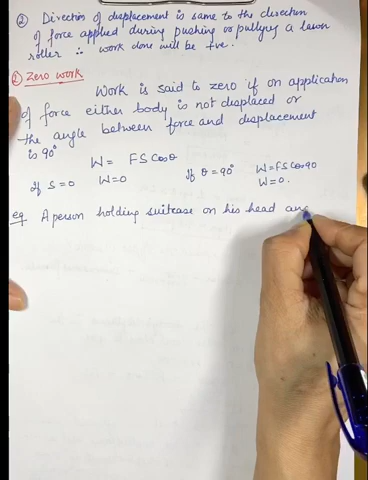 ② Direction of displacement is same to the direction
of force applied during pushing or pulling a lawn
roller ∴ work done will be +ve.
② Zero work
Work is said to zero if on application
of force either body is not displaced or
the angle between force and displacement
is 90°
W = FS Cosθ
If S = 0 W = 0
If θ = 90° W = FS Cos 90
W = 0.
eg A person holding suitcase on his head and